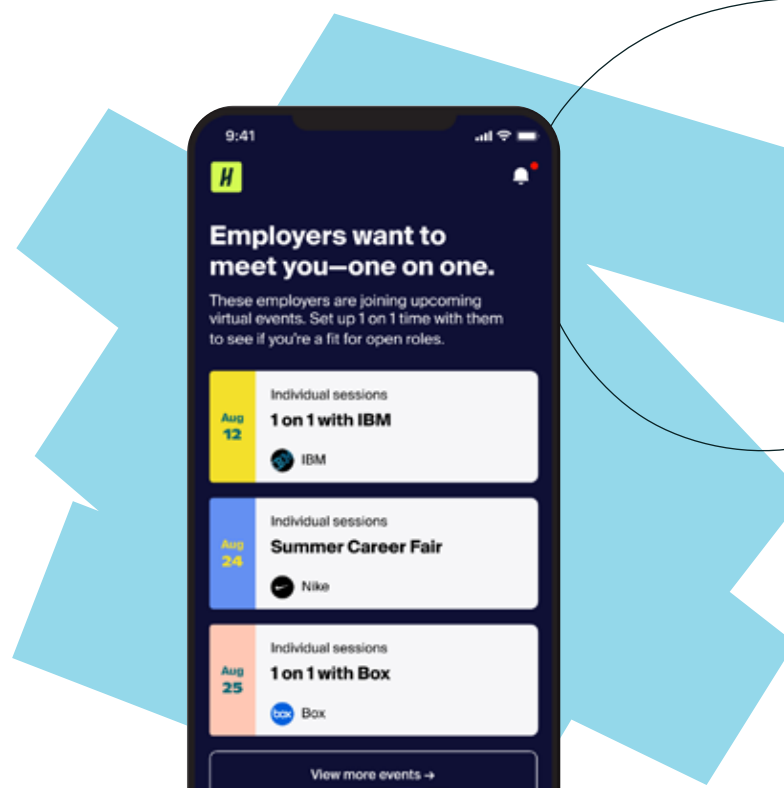 9:41
H
Employers want to
meet you—one on one.
These employers are joining upcoming
virtual events. Set up 1 on 1 time with them
to see if you're a fit for open roles.
Aug
12
Individual sessions
1 on 1 with IBM
IBM
Aug
24
Individual sessions
Summer Career Fair
Nike
Aug
25
Individual sessions
1 on 1 with Box
box
Box
View more events →